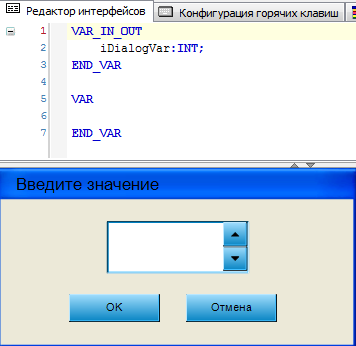 Редактор интерфейсов
Конфигурация горячих клавиш
1 VAR_IN_OUT
2 iDialogVar:INT;
3 END_VAR
4
5 VAR
6
7 END_VAR
Введите значение
OK
Отмена